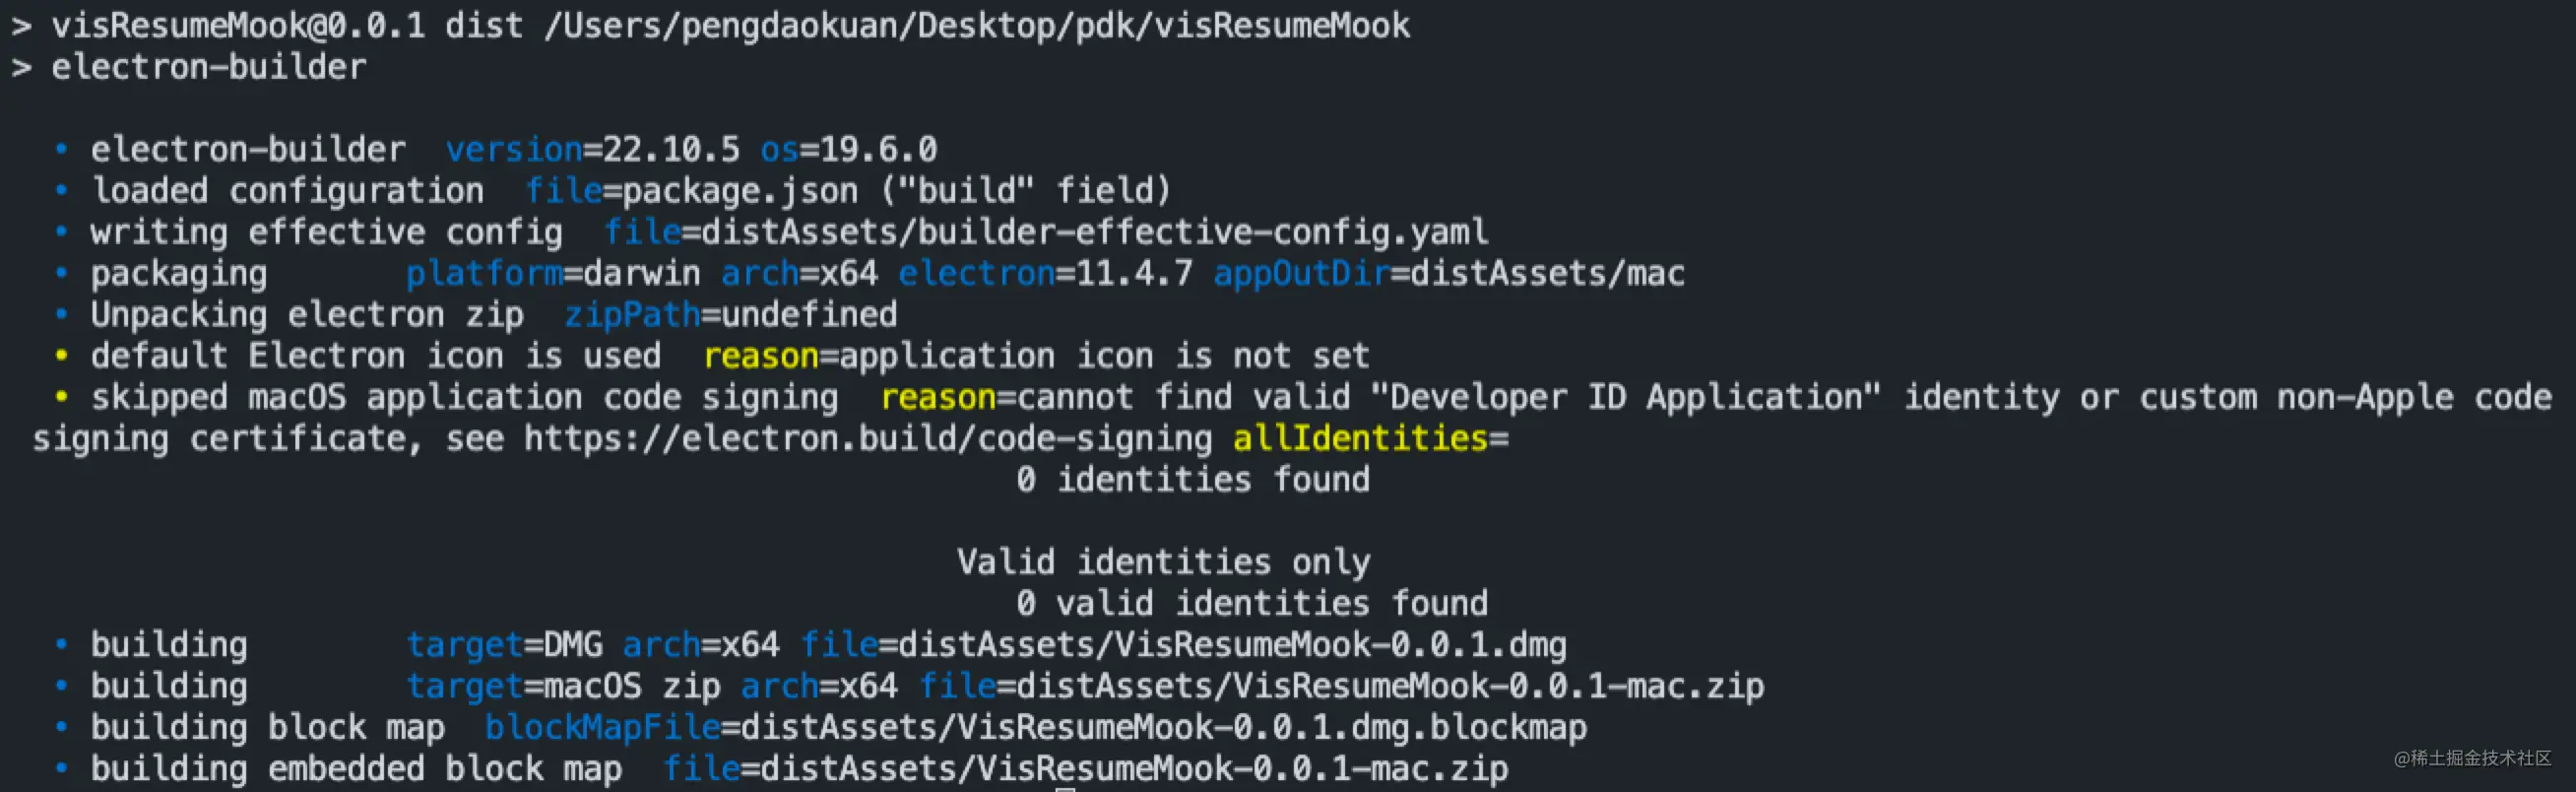 > visResumeMook@0.0.1 dist /Users/pengdaokuan/Desktop/pdk/visResumeMook
> electron-builder
• electron-builder version=22.10.5 os=19.6.0
• loaded configuration file=package.json ("build" field)
• writing effective config file=distAssets/builder-effective-config.yaml
• packaging platform=darwin arch=x64 electron=11.4.7 appOutDir=distAssets/mac
• Unpacking electron zip zipPath=undefined
• default Electron icon is used reason=application icon is not set
• skipped macOS application code signing reason=cannot find valid "Developer ID Application" identity or custom non-Apple code
signing certificate, see https://electron.build/code-signing allIdentities=
0 identities found
Valid identities only
0 valid identities found
• building target=DMG arch=x64 file=distAssets/VisResumeMook-0.0.1.dmg
• building target=macOS zip arch=x64 file=distAssets/VisResumeMook-0.0.1-mac.zip
• building block map blockMapFile=distAssets/VisResumeMook-0.0.1.dmg.blockmap
• building embedded block map file=distAssets/VisResumeMook-0.0.1-mac.zip
@稀土掘金技术社区